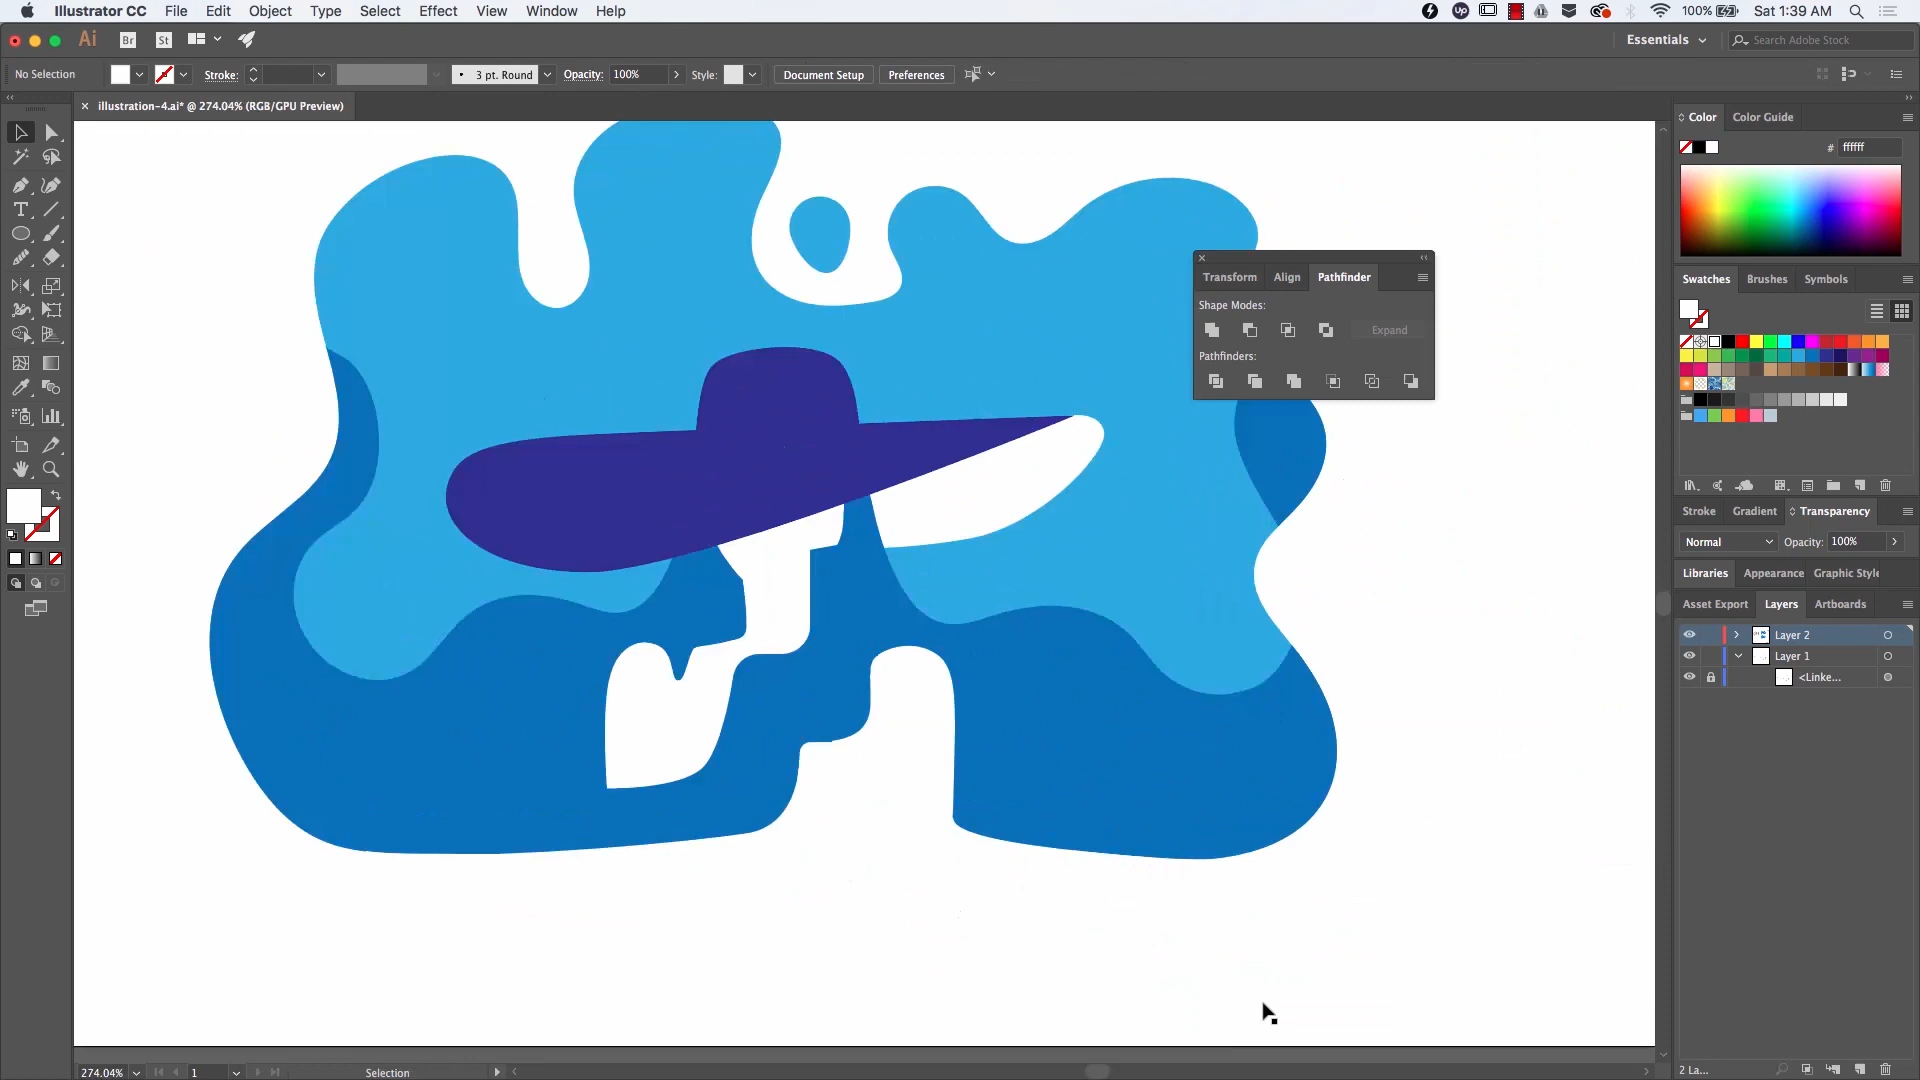 Illustrator CC File Edit Object Type Select Effect View Window Help 100% Sat 1:39 AM
Ai Br St Essentials Search Adobe Stock
No Selection Stroke: 3 pt. Round Opacity: 100% Style: Document Setup Preferences
illustration-4.ai* @ 274.04% (RGB/GPU Preview)
Color Color Guide
# ffffff
Transform Align Pathfinder
Shape Modes:
Expand
Pathfinders:
Swatches Brushes Symbols
Stroke Gradient Transparency
Normal Opacity: 100%
Libraries Appearance Graphic Style
Asset Export Layers Artboards
Layer 2
Layer 1
<Linke...
274.04% 1 Selection 2 La...